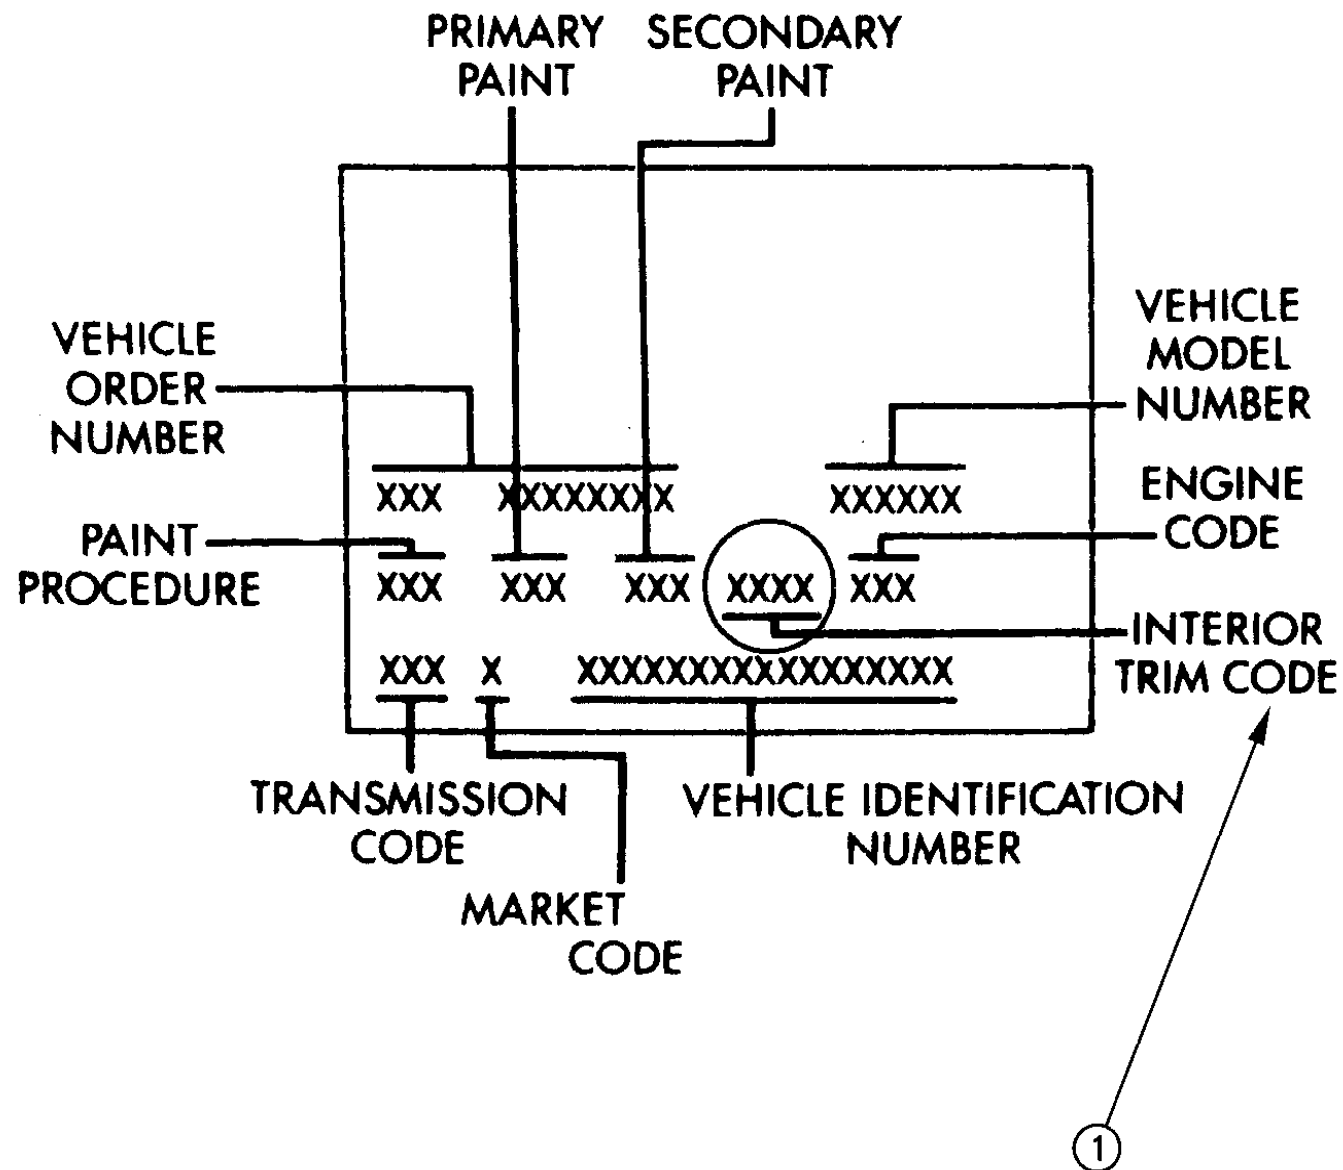 PRIMARY PAINT
SECONDARY PAINT
VEHICLE ORDER NUMBER
VEHICLE MODEL NUMBER
XXX XXXXXXXX XXXXXX
ENGINE CODE
PAINT PROCEDURE
XXX XXX XXX XXXX XXX
INTERIOR TRIM CODE
XXX X XXXXXXXXXXXXXXXXX
TRANSMISSION CODE
VEHICLE IDENTIFICATION NUMBER
MARKET CODE
1